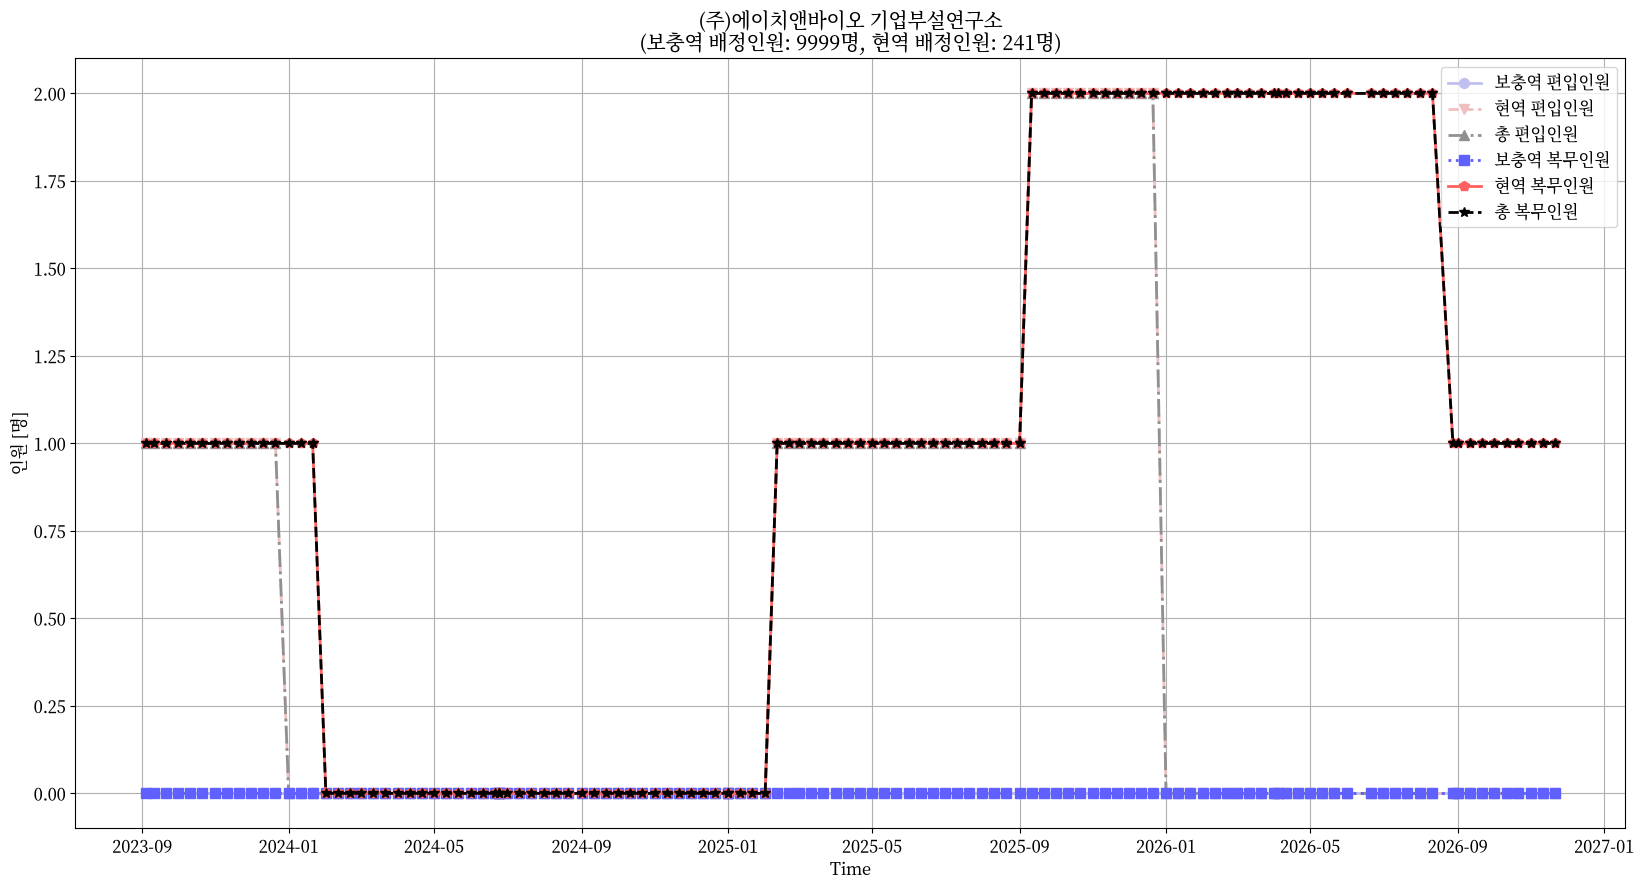 (주)에이치앤바이오 기업부설연구소
(보충역 배정인원: 9999명, 현역 배정인원: 241명)
보충역 편입인원
현역 편입인원
총 편입인원
보충역 복무인원
현역 복무인원
총 복무인원
인원 [명]
2.00
1.75
1.50
1.25
1.00
0.75
0.50
0.25
0.00
2023-09 2024-01 2024-05 2024-09 2025-01 2025-05 2025-09 2026-01 2026-05 2026-09 2027-01
Time